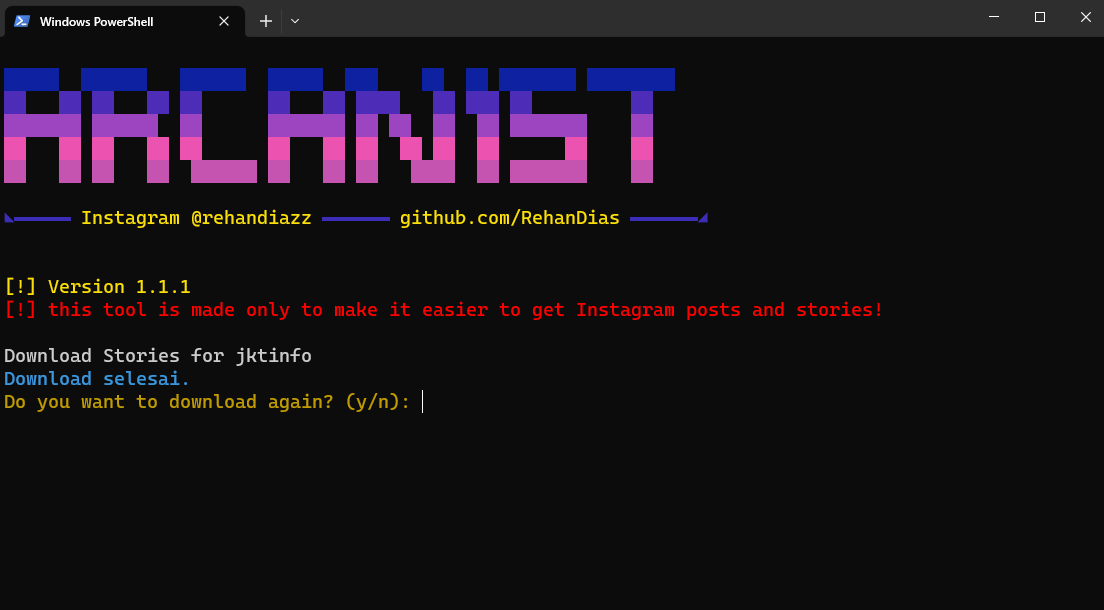 Windows PowerShell
ARCANIST
Instagram @rehandiazz github.com/RehanDias
[!] Version 1.1.1
[!] this tool is made only to make it easier to get Instagram posts and stories!
Download Stories for jktinfo
Download selesai.
Do you want to download again? (y/n):